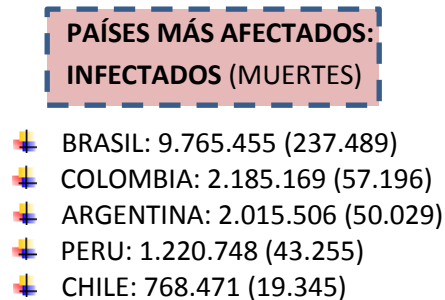 PAÍSES MÁS AFECTADOS:
INFECTADOS (MUERTES)
BRASIL: 9.765.455 (237.489)
COLOMBIA: 2.185.169 (57.196)
ARGENTINA: 2.015.506 (50.029)
PERU: 1.220.748 (43.255)
CHILE: 768.471 (19.345)